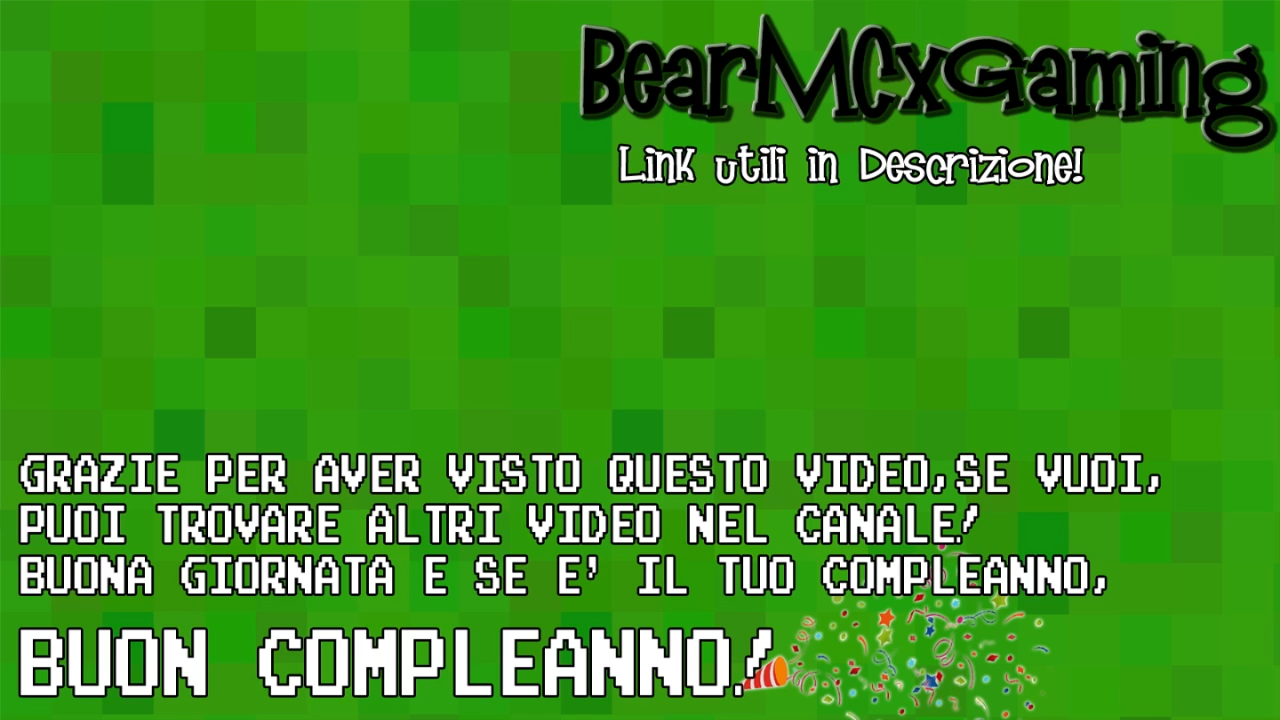 BearMCxGaming
Link utili in Descrizione!
GRAZIE PER AVER VISTO QUESTO VIDEO,SE VUOI,
PUOI TROVARE ALTRI VIDEO NEL CANALE!
BUONA GIORNATA E SE E' IL TUO COMPLEANNO,
BUON COMPLEANNO!